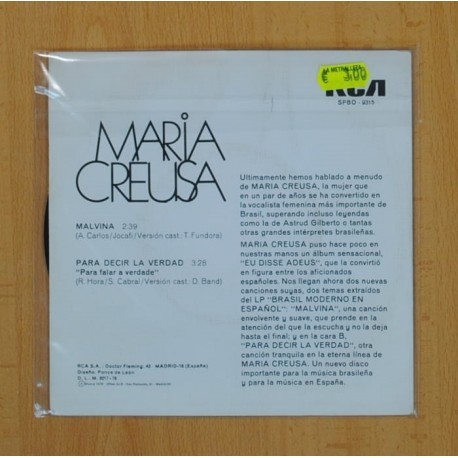 LA METRALLETA
€ 3,00
RCA
SPBO - 9319
MARIA
CREUSA
MALVINA 2:39
(A. Carlos/Jocafi/Versión cast: T. Fundora)
PARA DECIR LA VERDAD 3:28
"Para falar a verdade"
(R. Hora/S. Cabral/Versión cast: D. Band)
Ultimamente hemos hablado a menudo
de MARIA CREUSA, la mujer que
en un par de años se ha convertido en
la vocalista femenina más importante de
Brasil, superando incluso leyendas como
la de Astrud Gilberto o tantas
otras grandes intérpretes brasileñas.
MARIA CREUSA puso hace poco en
nuestras manos un álbum sensacional,
"EU DISSE ADEUS", que la convirtió
en figura entre los aficionados
españoles. Nos llegan ahora dos nuevas
canciones suyas, dos temas extraídos
del LP "BRASIL MODERNO EN
ESPAÑOL": "MALVINA", una canción
envolvente y suave, que prende en la
atención del que la escucha y no la deja
hasta el final; y en la cara B,
"PARA DECIR LA VERDAD", otra
canción tranquila en la eterna línea de
MARIA CREUSA. Un nuevo disco
importante para la música brasileña
y para la música en España.
RCA S.A.: Doctor Fleming, 43 - MADRID-16 (España)
Diseño: Ponce de León